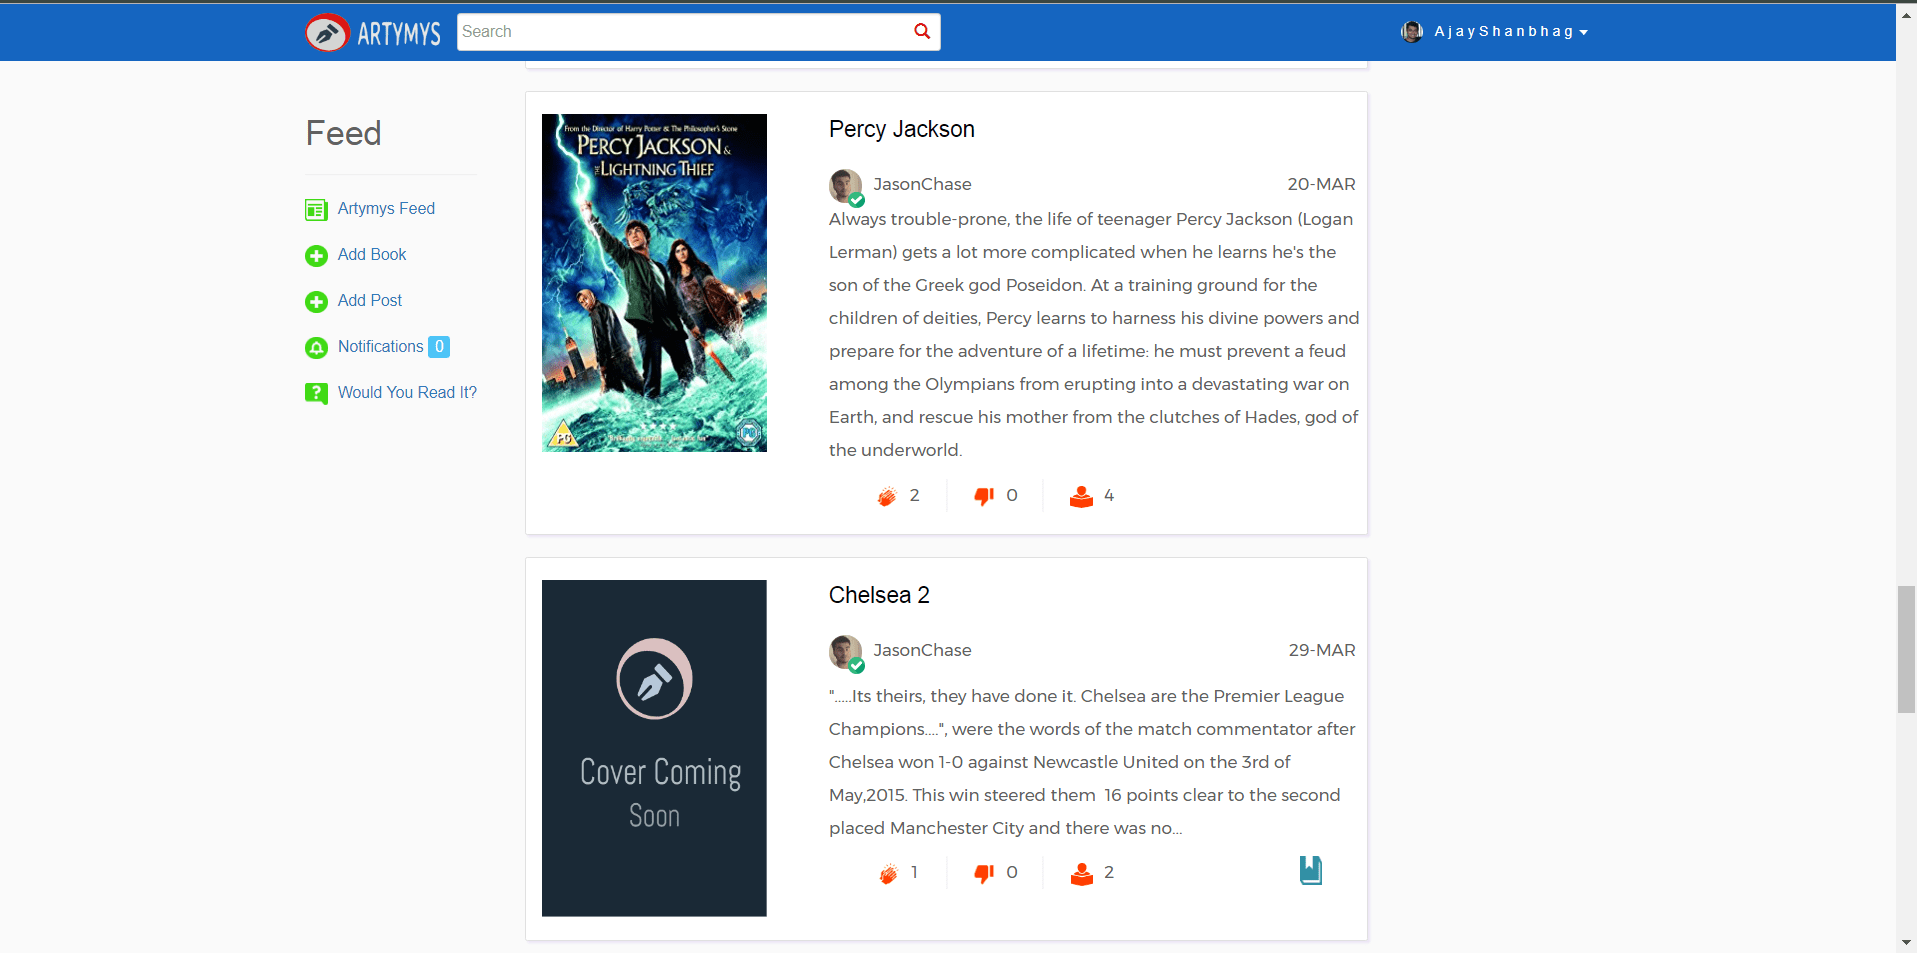 ARTYMYS
Search
AjayShanbhag
Feed
Artymys Feed
Add Book
Add Post
Notifications 0
Would You Read It?
From the Director of Harry Potter & The Philosopher's Stone
PERCY JACKSON &
THE LIGHTNING THIEF
PG
PG
Percy Jackson
JasonChase
20-MAR
Always trouble-prone, the life of teenager Percy Jackson (Logan
Lerman) gets a lot more complicated when he learns he's the
son of the Greek god Poseidon. At a training ground for the
children of deities, Percy learns to harness his divine powers and
prepare for the adventure of a lifetime: he must prevent a feud
among the Olympians from erupting into a devastating war on
Earth, and rescue his mother from the clutches of Hades, god of
the underworld.
2 0 4
Cover Coming
Soon
Chelsea 2
JasonChase
29-MAR
".....Its theirs, they have done it. Chelsea are the Premier League
Champions....", were the words of the match commentator after
Chelsea won 1-0 against Newcastle United on the 3rd of
May,2015. This win steered them  16 points clear to the second
placed Manchester City and there was no...
1 0 2